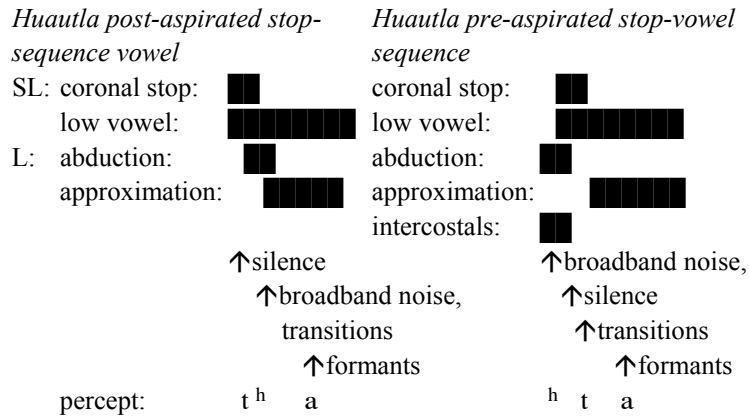 Huautla post-aspirated stop- Huautla pre-aspirated stop-vowel
sequence vowel sequence
SL: coronal stop: coronal stop:
low vowel: low vowel:
L: abduction: abduction:
approximation: approximation:
intercostals:
↑silence ↑broadband noise,
↑broadband noise, ↑silence
transitions ↑transitions
↑formants ↑formants
percept: t ʰ a ʰ t a